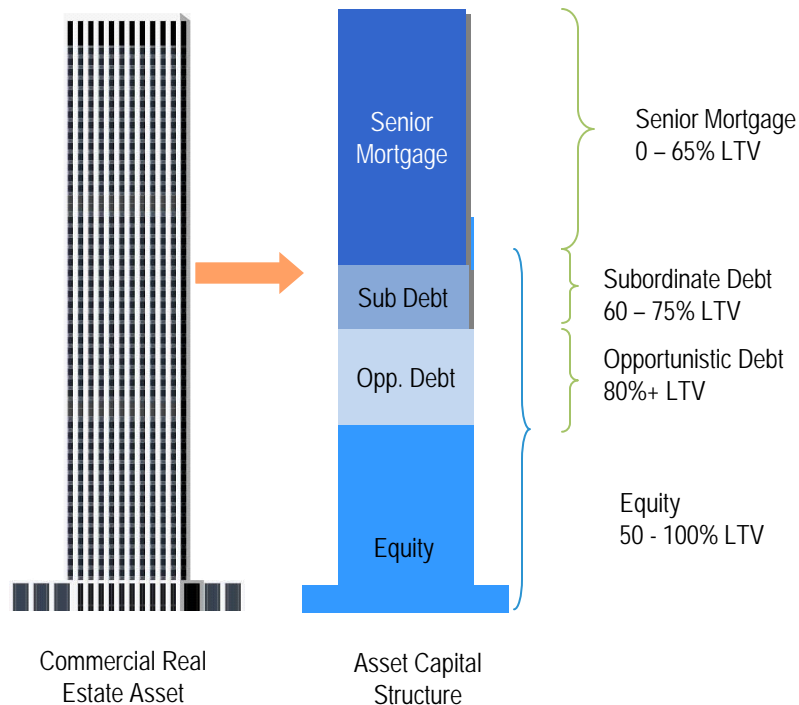 Senior
Mortgage
Sub Debt
Opp. Debt
Equity
Senior Mortgage
0 – 65% LTV
Subordinate Debt
60 – 75% LTV
Opportunistic Debt
80%+ LTV
Equity
50 - 100% LTV
Commercial Real
Estate Asset
Asset Capital
Structure